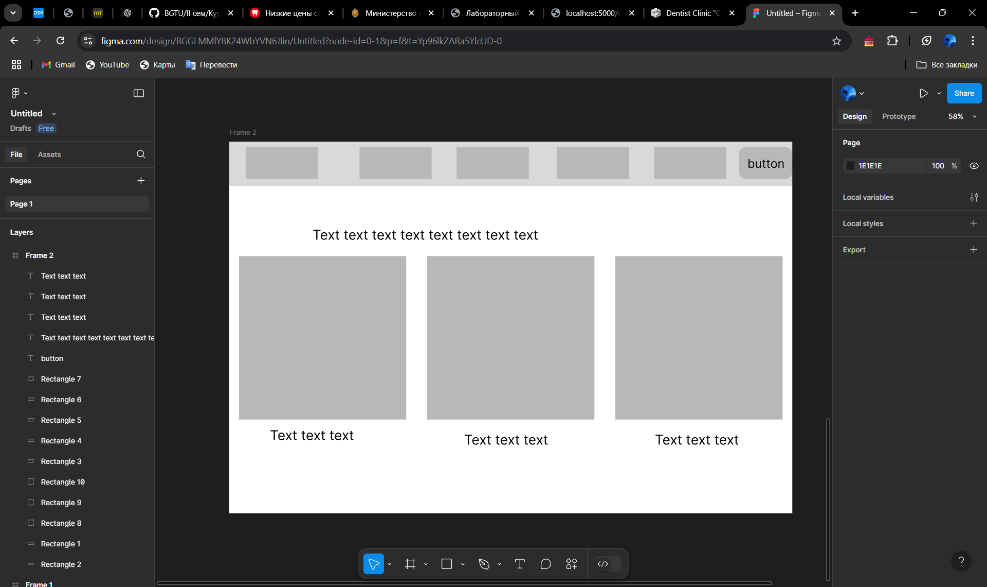 BGTU/II сем/Ку
Низкие цены с
Министерство
Лабораторный
localhost:5000/
Dentist Clinic "C
Untitled – Figm
figma.com/design/RGGLMMlY8K24WbYVN6Jlin/Untitled?node-id=0-1&p=f&t=Yp96lkZARa5YlcUD-0
Gmail
YouTube
Карты
Перевести
Все закладки
Untitled
Drafts Free
File Assets
Pages
Page 1
Layers
Frame 2
Text text text
Text text text
Text text text
Text text text text text text text te
button
Rectangle 7
Rectangle 6
Rectangle 5
Rectangle 4
Rectangle 3
Rectangle 10
Rectangle 9
Rectangle 8
Rectangle 1
Rectangle 2
Frame 1
Frame 2
button
Text text text text text text text text
Text text text
Text text text
Text text text
Share
Design Prototype 58%
Page
1E1E1E 100 %
Local variables
Local styles
Export
?